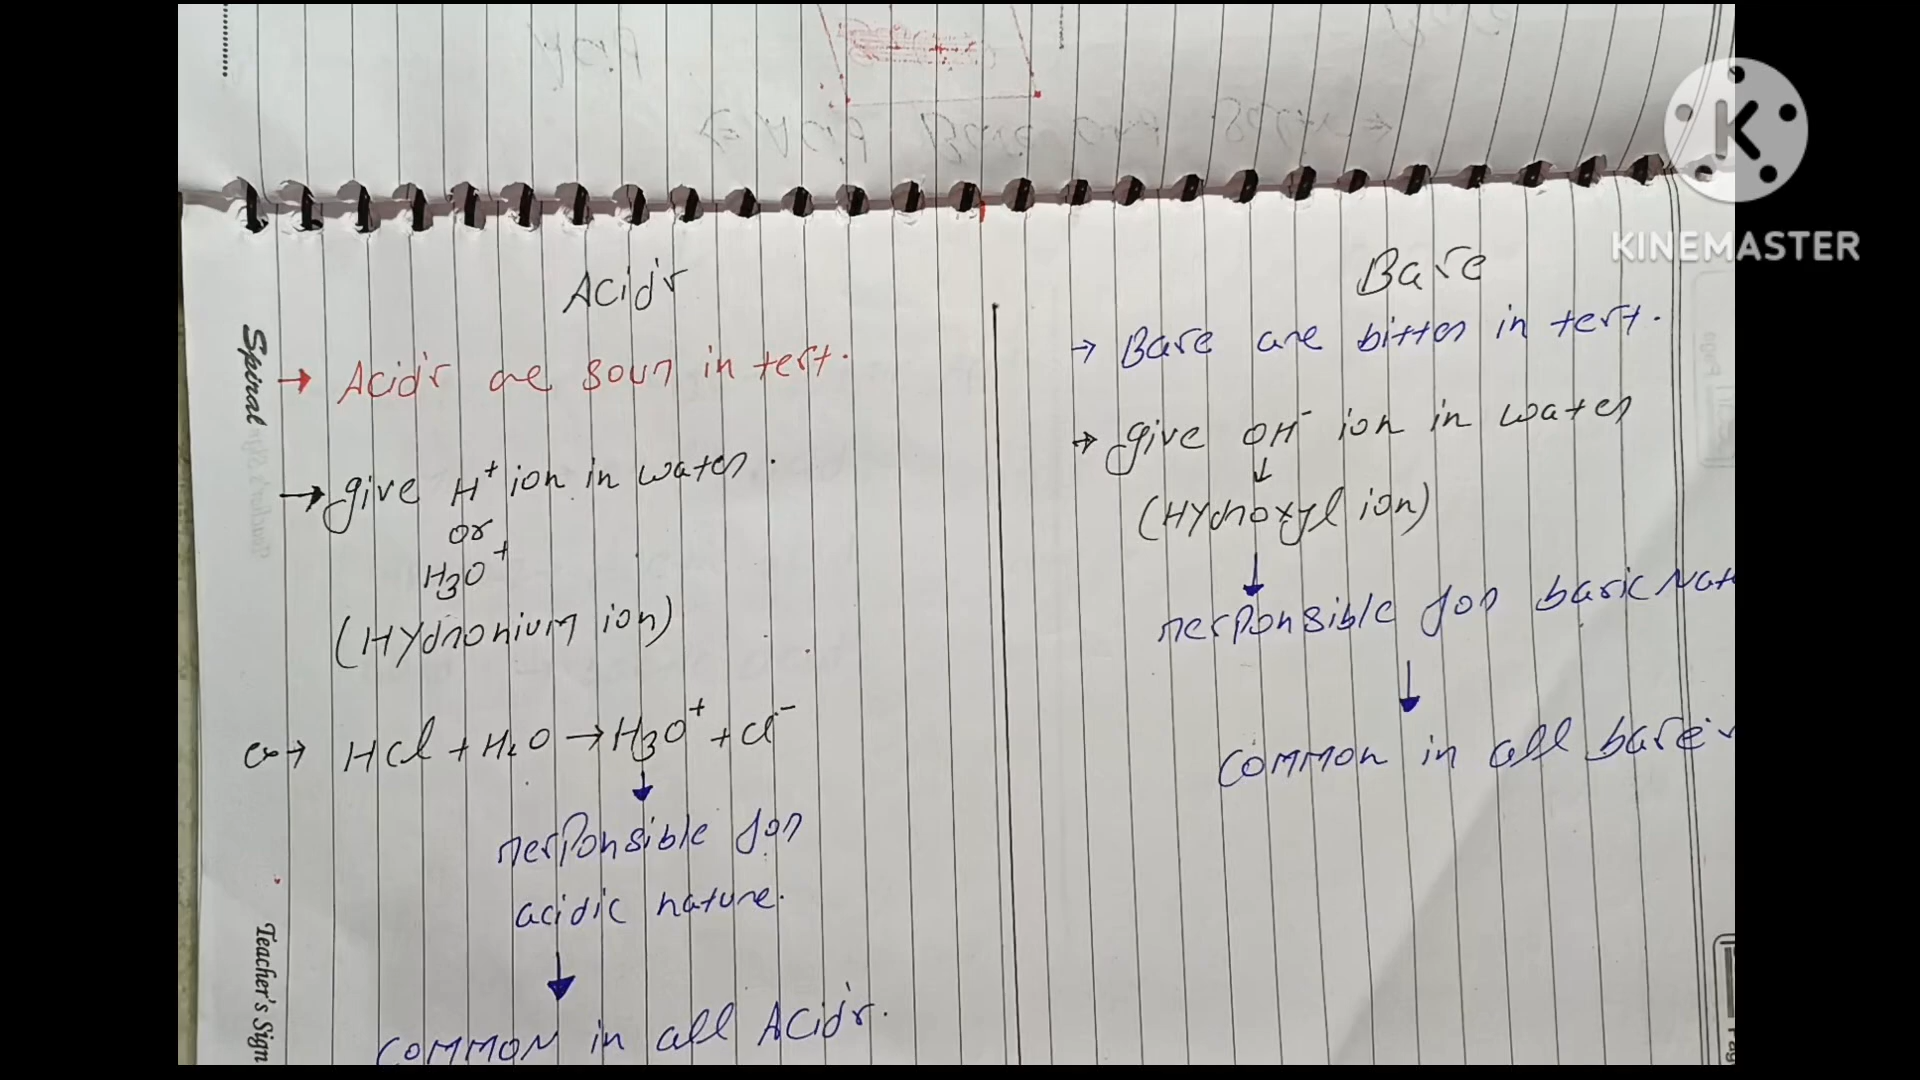 KINEMASTER
Spiral
Teacher's Sign
Acids
→ Acids are sour in test.
→ give H⁺ ion in water.
or
H₃O⁺
(Hydronium ion)
HCl + H₂O → H₃O⁺ + Cl⁻
responsible for
acidic nature.
common in all Acids.
Base
→ Base are bitter in test.
→ give OH⁻ ion in water
(Hydroxyl ion)
responsible for basic Nat
common in all bases